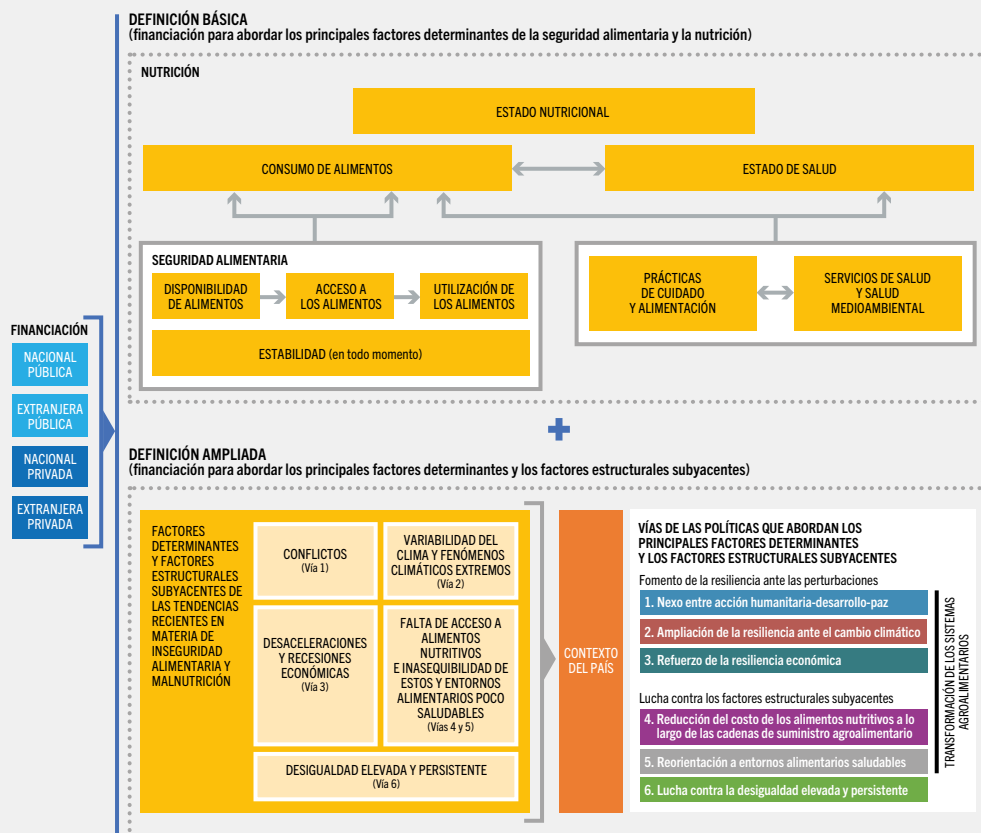 DEFINICIÓN BÁSICA
(financiación para abordar los principales factores determinantes de la seguridad alimentaria y la nutrición)
NUTRICIÓN
ESTADO NUTRICIONAL
CONSUMO DE ALIMENTOS
ESTADO DE SALUD
SEGURIDAD ALIMENTARIA
DISPONIBILIDAD
DE ALIMENTOS
ACCESO A
LOS ALIMENTOS
UTILIZACIÓN DE
LOS ALIMENTOS
ESTABILIDAD (en todo momento)
PRÁCTICAS
DE CUIDADO
Y ALIMENTACIÓN
SERVICIOS DE SALUD
Y SALUD
MEDIOAMBIENTAL
FINANCIACIÓN
NACIONAL
PÚBLICA
EXTRANJERA
PÚBLICA
NACIONAL
PRIVADA
EXTRANJERA
PRIVADA
+
DEFINICIÓN AMPLIADA
(financiación para abordar los principales factores determinantes y los factores estructurales subyacentes)
FACTORES
DETERMINANTES
Y FACTORES
ESTRUCTURALES
SUBYACENTES DE
LAS TENDENCIAS
RECIENTES EN
MATERIA DE
INSEGURIDAD
ALIMENTARIA Y
MALNUTRICIÓN
CONFLICTOS
(Vía 1)
VARIABILIDAD DEL
CLIMA Y FENÓMENOS
CLIMÁTICOS EXTREMOS
(Vía 2)
DESACELERACIONES
Y RECESIONES
ECONÓMICAS
(Vía 3)
FALTA DE ACCESO A
ALIMENTOS
NUTRITIVOS
E INASEQUIBILIDAD DE
ESTOS Y ENTORNOS
ALIMENTARIOS POCO
SALUDABLES
(Vías 4 y 5)
DESIGUALDAD ELEVADA Y PERSISTENTE
(Vía 6)
CONTEXTO
DEL PAÍS
VÍAS DE LAS POLÍTICAS QUE ABORDAN LOS
PRINCIPALES FACTORES DETERMINANTES
Y LOS FACTORES ESTRUCTURALES SUBYACENTES
Fomento de la resiliencia ante las perturbaciones
1. Nexo entre acción humanitaria-desarrollo-paz
2. Ampliación de la resiliencia ante el cambio climático
3. Refuerzo de la resiliencia económica
Lucha contra los factores estructurales subyacentes
4. Reducción del costo de los alimentos nutritivos a lo
largo de las cadenas de suministro agroalimentario
5. Reorientación a entornos alimentarios saludables
6. Lucha contra la desigualdad elevada y persistente
TRANSFORMACIÓN DE LOS SISTEMAS
AGROALIMENTARIOS